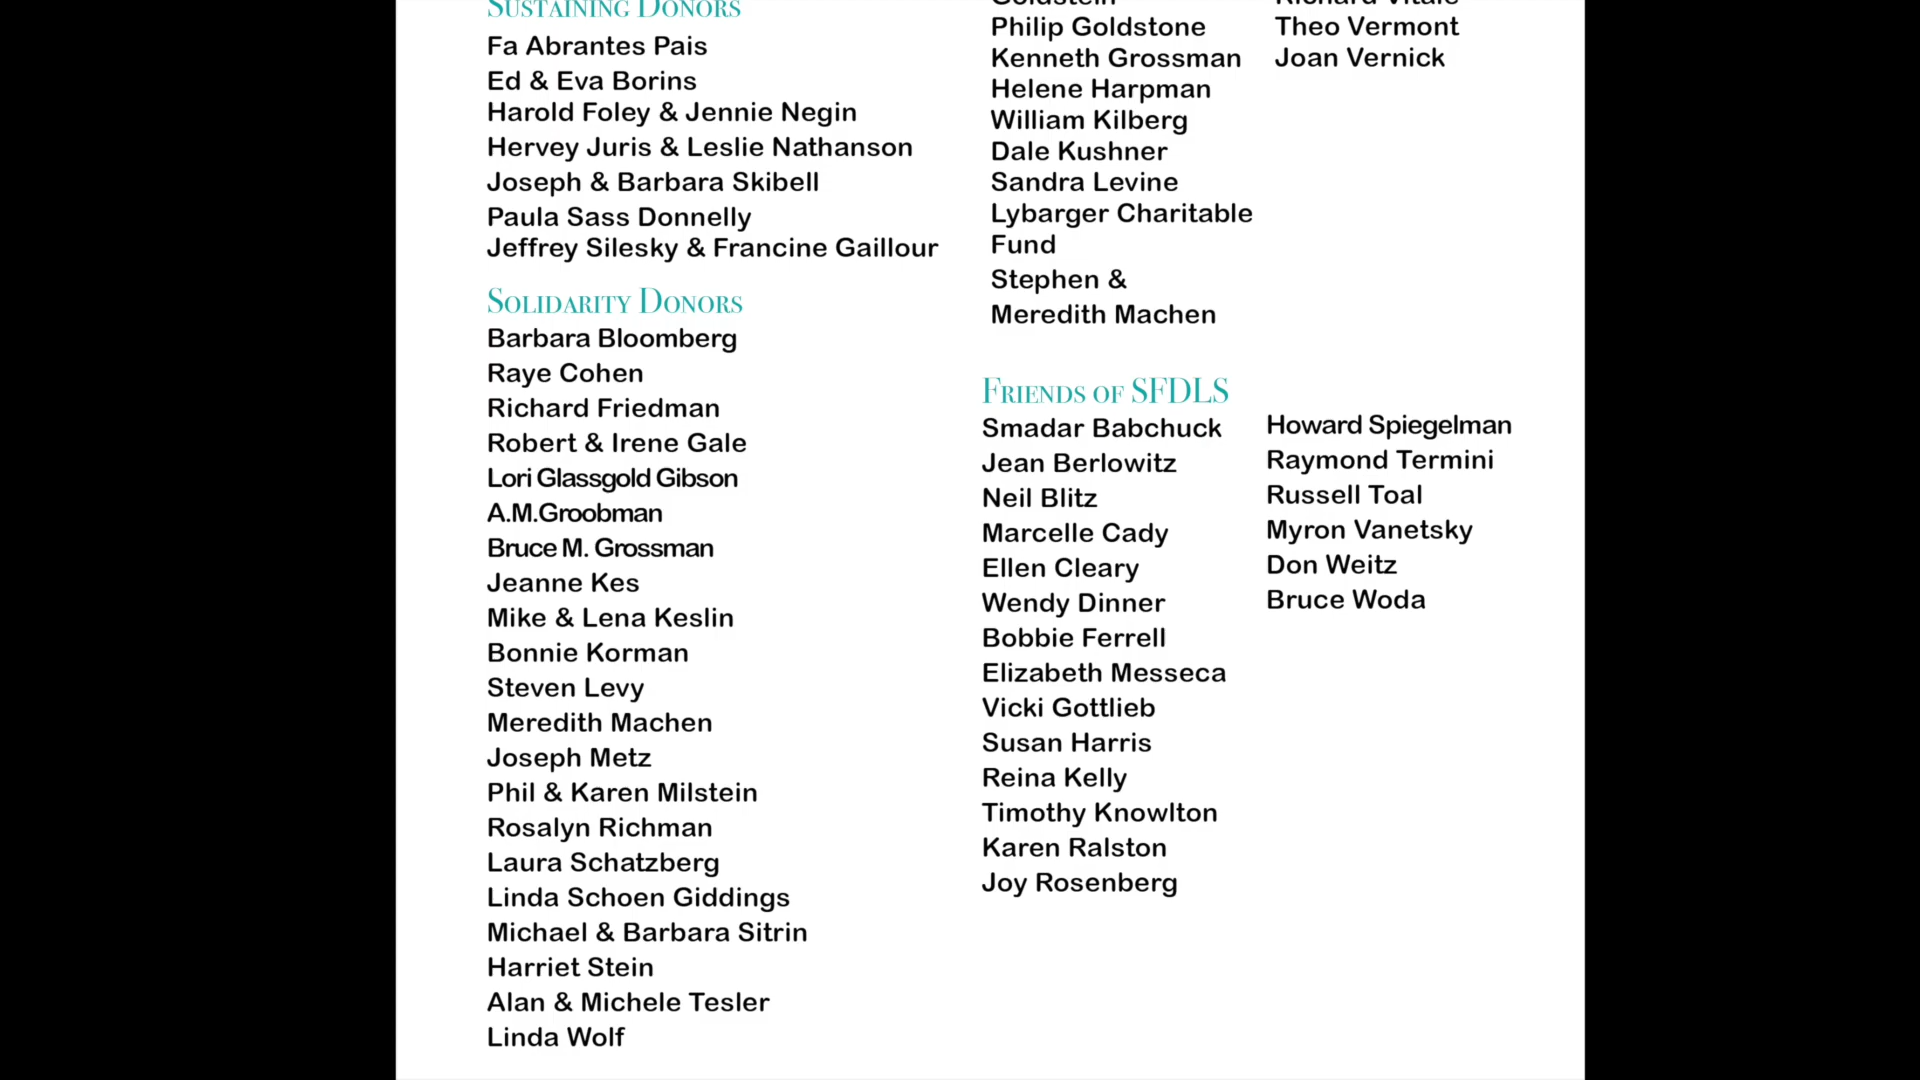 Sustaining Donors
Fa Abrantes Pais
Ed & Eva Borins
Harold Foley & Jennie Negin
Hervey Juris & Leslie Nathanson
Joseph & Barbara Skibell
Paula Sass Donnelly
Jeffrey Silesky & Francine Gaillour
Solidarity Donors
Barbara Bloomberg
Raye Cohen
Richard Friedman
Robert & Irene Gale
Lori Glassgold Gibson
A.M.Groobman
Bruce M. Grossman
Jeanne Kes
Mike & Lena Keslin
Bonnie Korman
Steven Levy
Meredith Machen
Joseph Metz
Phil & Karen Milstein
Rosalyn Richman
Laura Schatzberg
Linda Schoen Giddings
Michael & Barbara Sitrin
Harriet Stein
Alan & Michele Tesler
Linda Wolf
Goldstein
Philip Goldstone
Kenneth Grossman
Helene Harpman
William Kilberg
Dale Kushner
Sandra Levine
Lybarger Charitable
Fund
Stephen &
Meredith Machen
Richard Vitale
Theo Vermont
Joan Vernick
Friends of SFDLS
Smadar Babchuck
Jean Berlowitz
Neil Blitz
Marcelle Cady
Ellen Cleary
Wendy Dinner
Bobbie Ferrell
Elizabeth Messeca
Vicki Gottlieb
Susan Harris
Reina Kelly
Timothy Knowlton
Karen Ralston
Joy Rosenberg
Howard Spiegelman
Raymond Termini
Russell Toal
Myron Vanetsky
Don Weitz
Bruce Woda